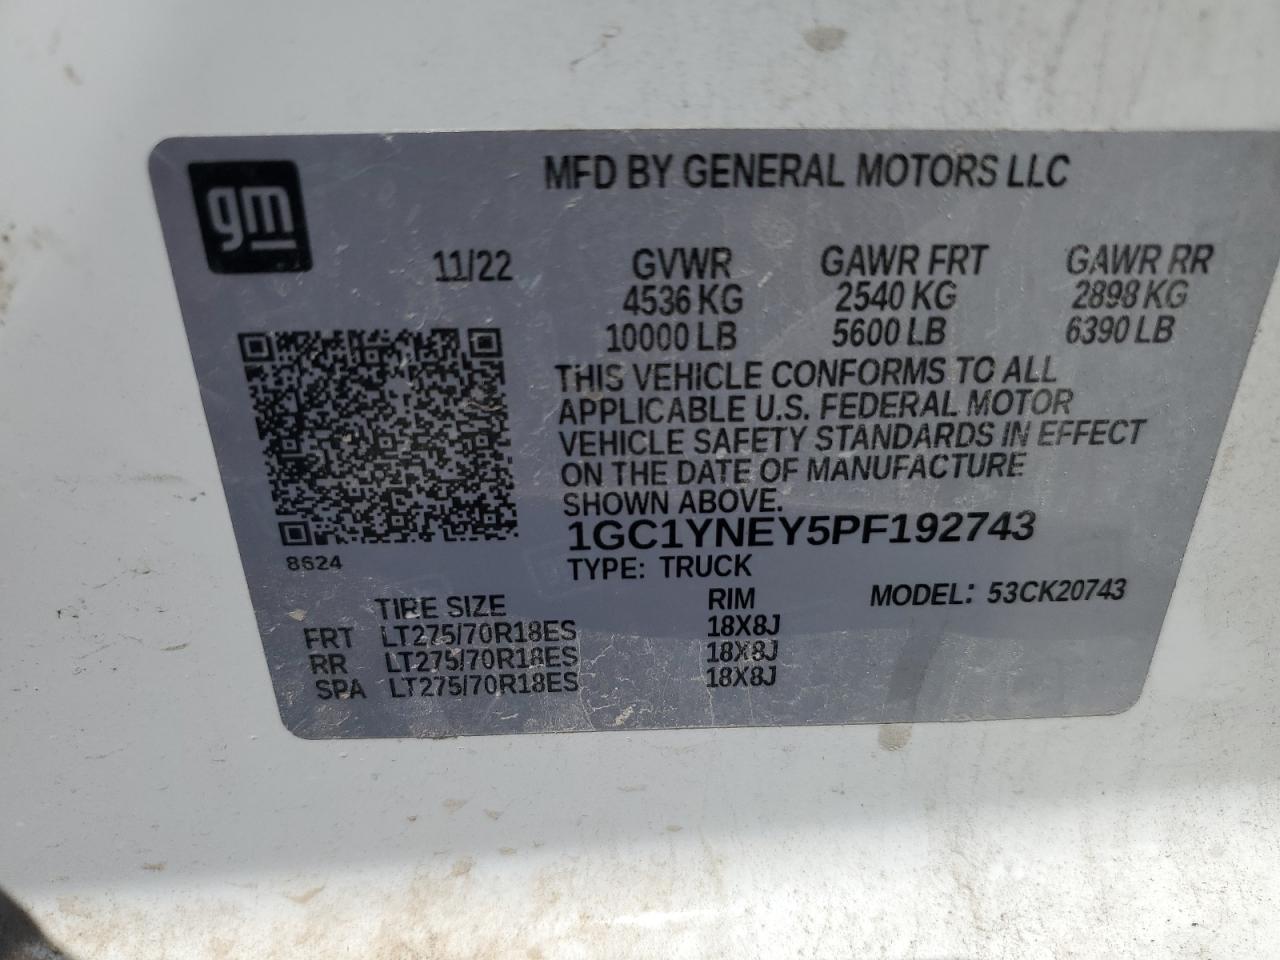 gm
MFD BY GENERAL MOTORS LLC
11/22 GVWR GAWR FRT GAWR RR
4536 KG 2540 KG 2898 KG
10000 LB 5600 LB 6390 LB
THIS VEHICLE CONFORMS TO ALL
APPLICABLE U.S. FEDERAL MOTOR
VEHICLE SAFETY STANDARDS IN EFFECT
ON THE DATE OF MANUFACTURE
SHOWN ABOVE.
1GC1YNEY5PF192743
8624
TYPE: TRUCK
MODEL: 53CK20743
TIRE SIZE RIM
FRT LT275/70R18ES 18X8J
RR LT275/70R18ES 18X8J
SPA LT275/70R18ES 18X8J